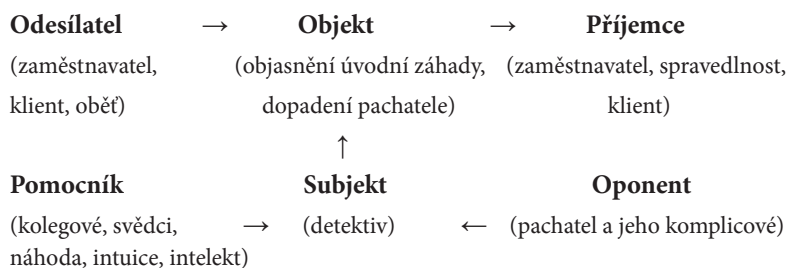 Odesílatel → Objekt → Příjemce
(zaměstnavatel, (objasnění úvodní záhady, (zaměstnavatel, spravedlnost,
klient, oběť) dopadení pachatele) klient)
↑
Pomocník Subjekt Oponent
(kolegové, svědci, → (detektiv) ← (pachatel a jeho komplicové)
náhoda, intuice, intelekt)